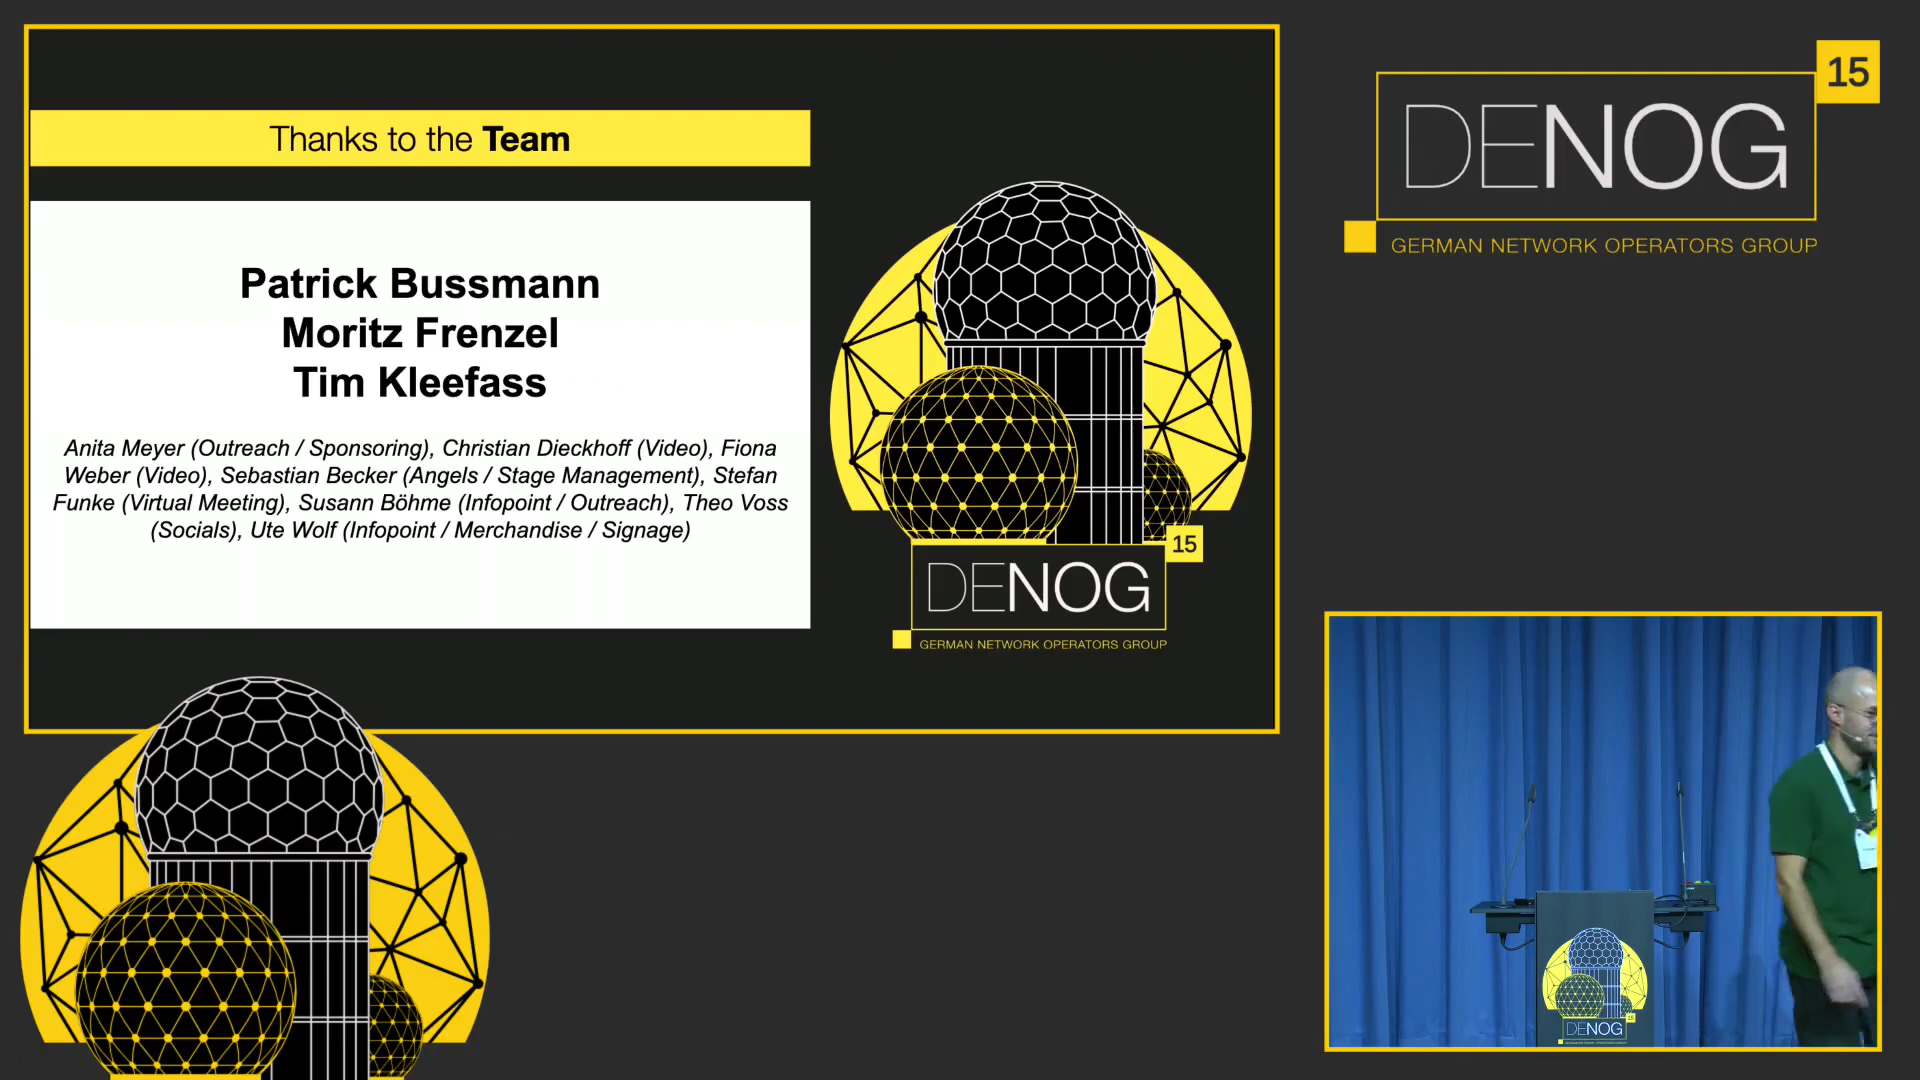 Thanks to the Team
Patrick Bussmann
Moritz Frenzel
Tim Kleefass
Anita Meyer (Outreach / Sponsoring), Christian Dieckhoff (Video), Fiona
Weber (Video), Sebastian Becker (Angels / Stage Management), Stefan
Funke (Virtual Meeting), Susann Böhme (Infopoint / Outreach), Theo Voss
(Socials), Ute Wolf (Infopoint / Merchandise / Signage)
15
DENOG
GERMAN NETWORK OPERATORS GROUP
15
DENOG
GERMAN NETWORK OPERATORS GROUP
15
DENOG